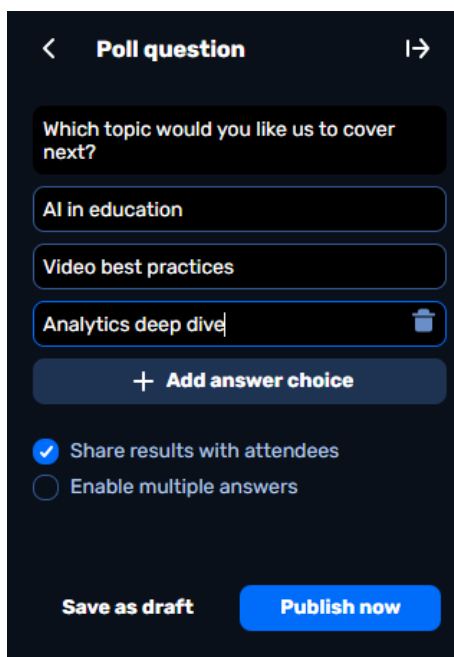 Poll question
Which topic would you like us to cover
next?
AI in education
Video best practices
Analytics deep dive
Add answer choice
Share results with attendees
Enable multiple answers
Save as draft
Publish now